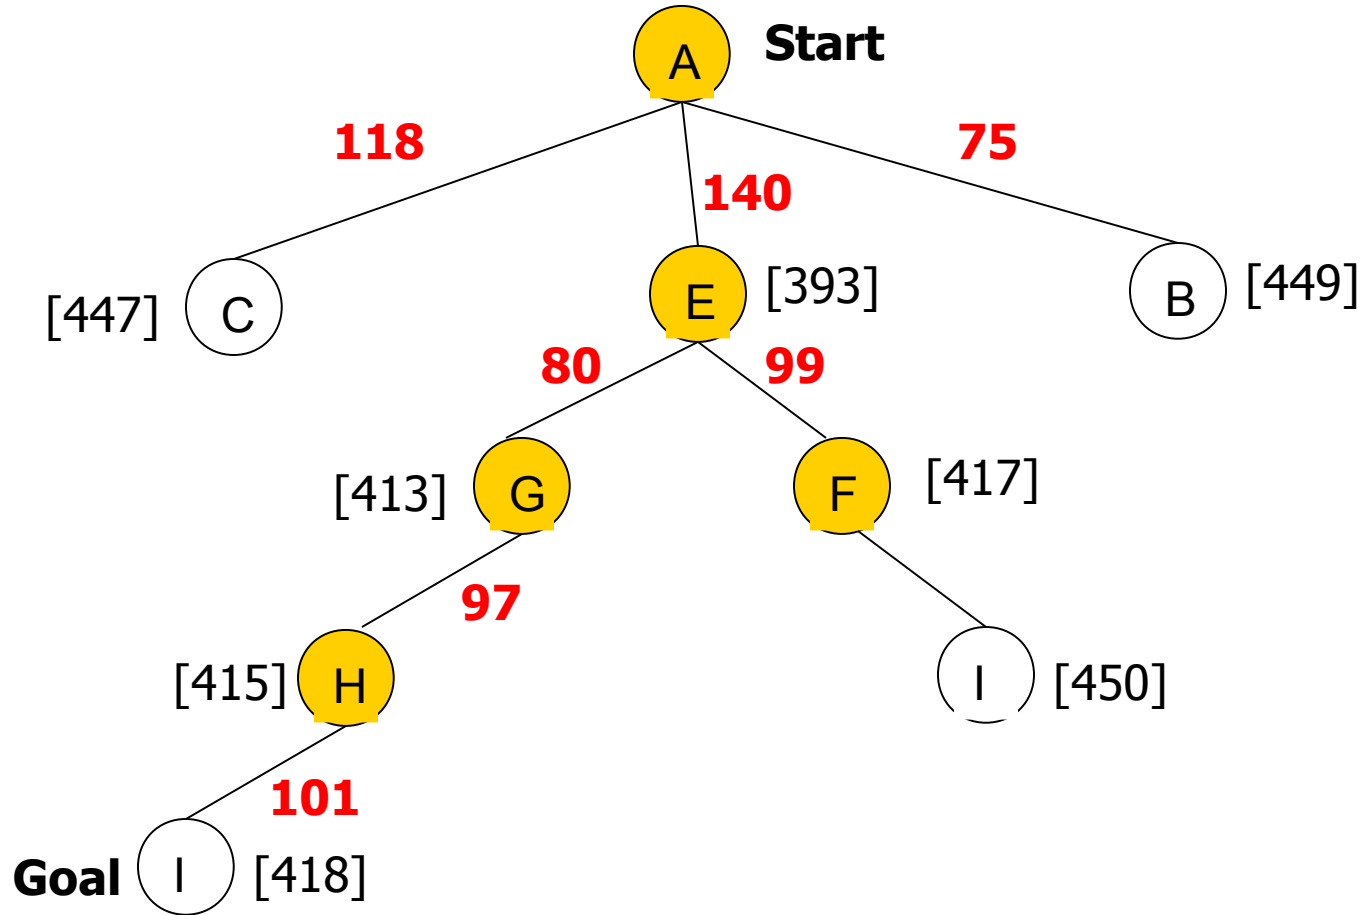 A Start
118
75
140
[447] C
E [393]
B [449]
80
99
[413] G
F [417]
97
[415] H
I [450]
101
Goal I [418]